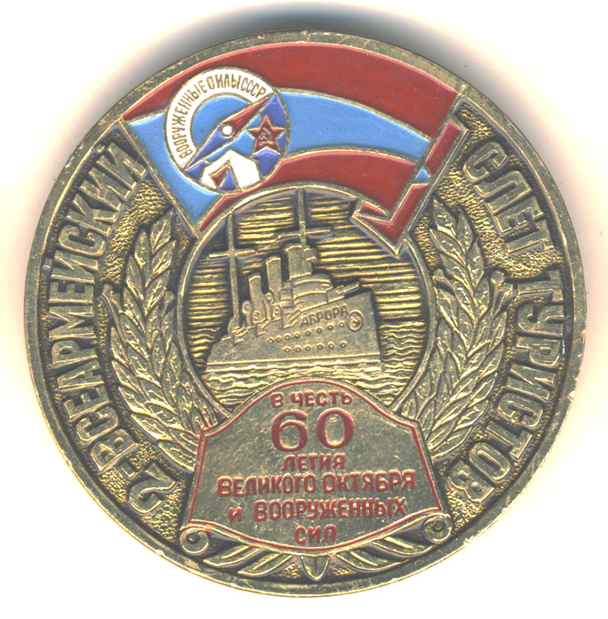 ВООРУЖЕННЫЕ СИЛЫ СССР
2-Й ВСЕАРМЕЙСКИЙ
СЛЕТ ТУРИСТОВ
АВРОРА
В ЧЕСТЬ
60
ЛЕТИЯ
ВЕЛИКОГО ОКТЯБРЯ
И ВООРУЖЕННЫХ
СИЛ